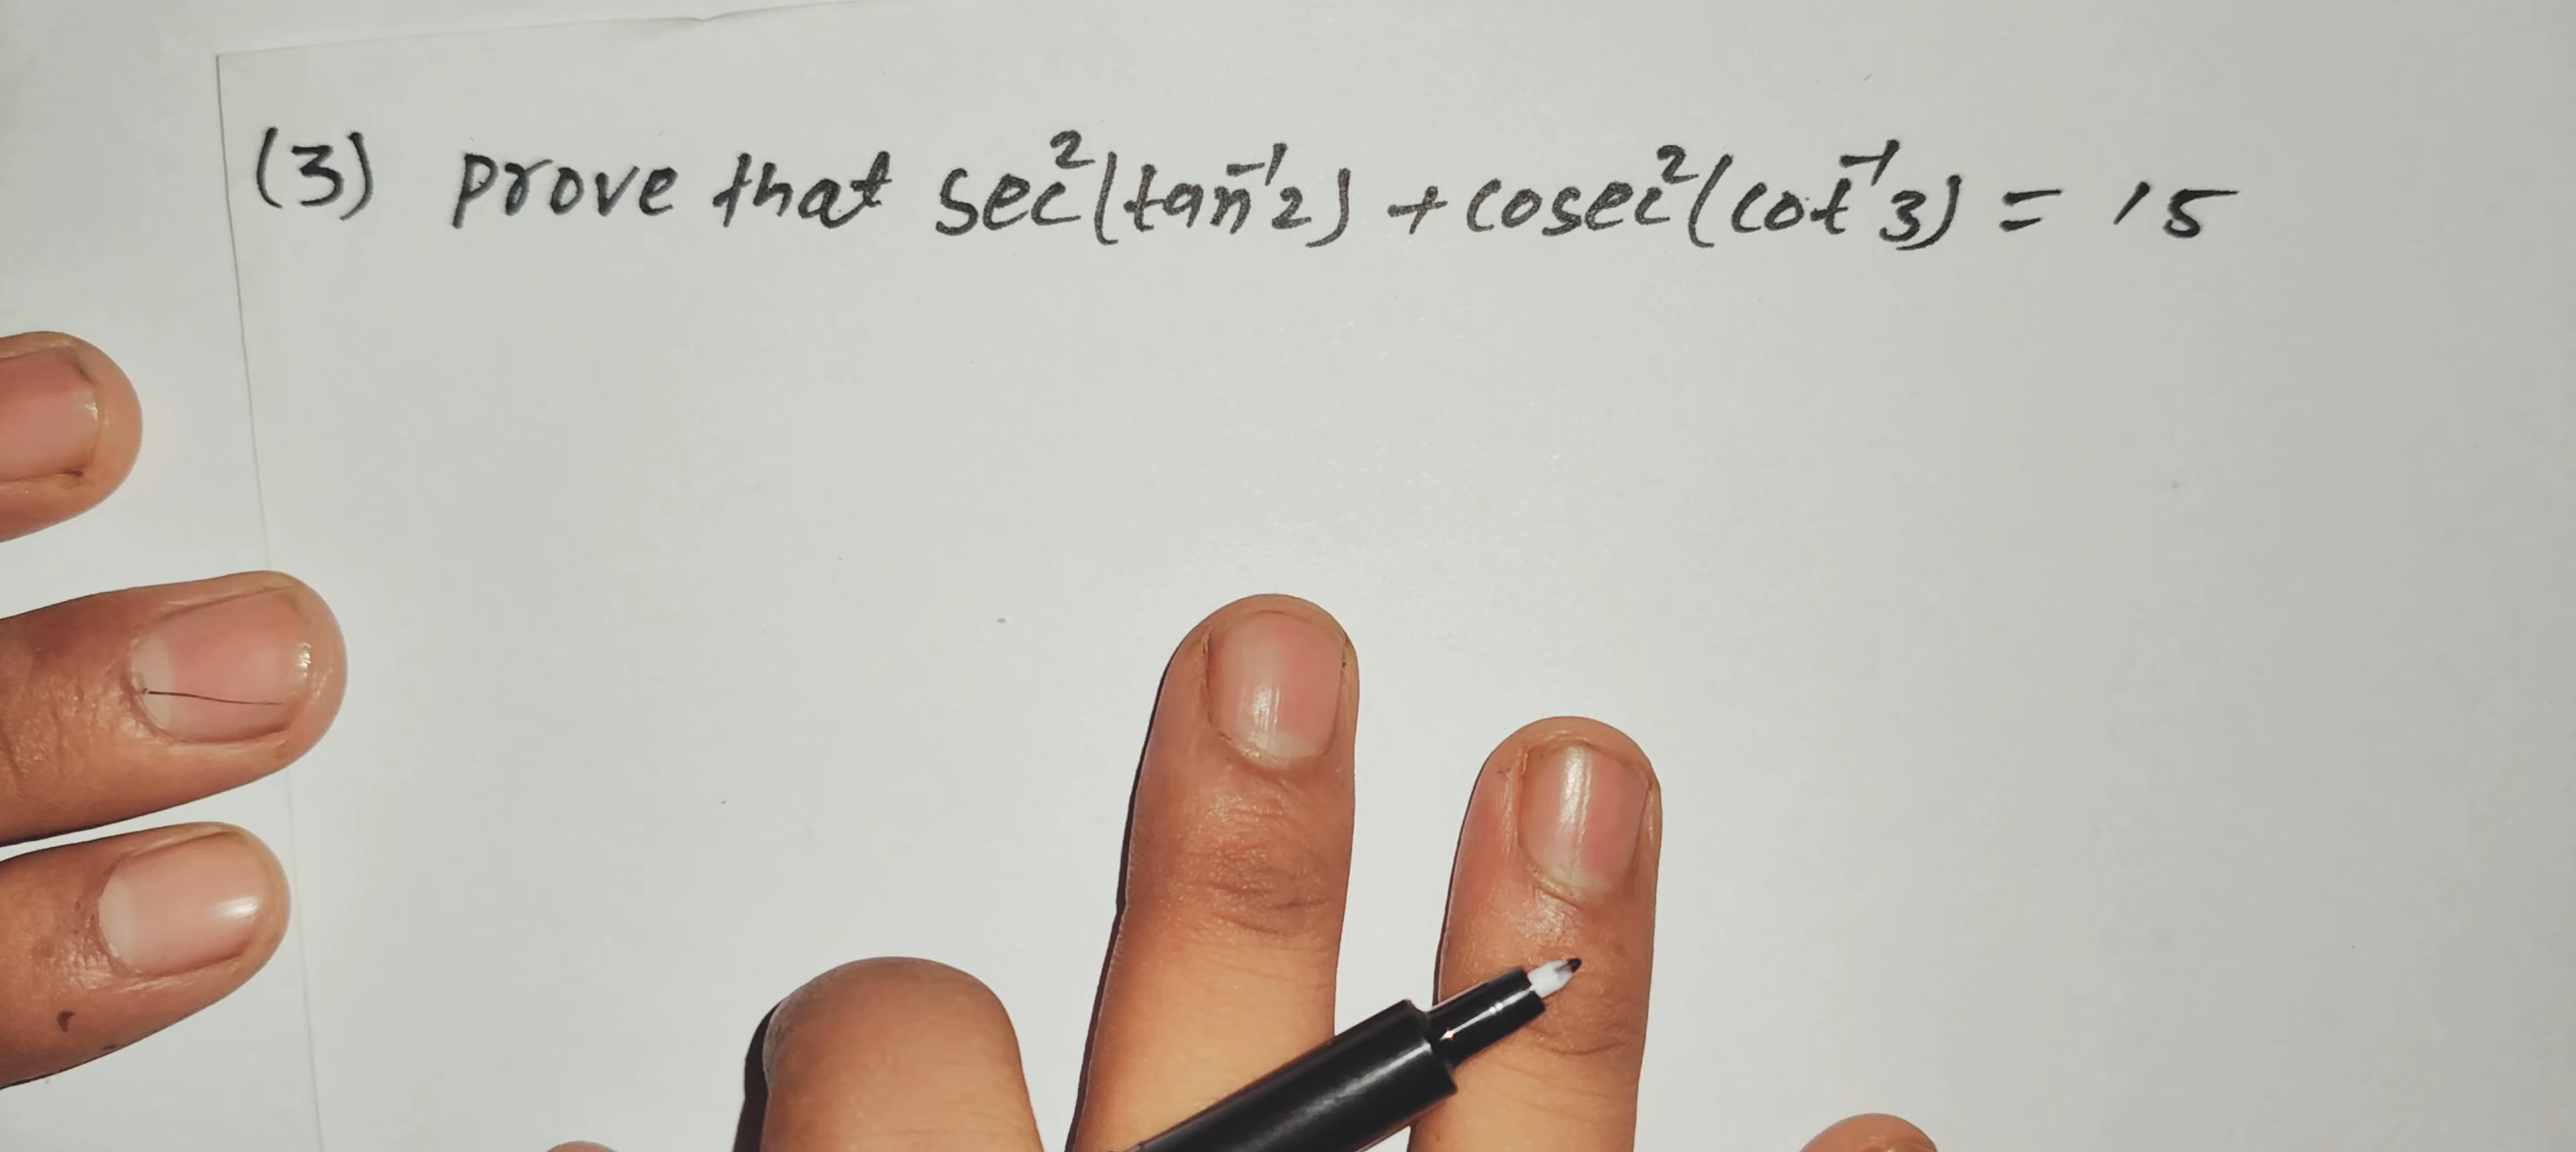 (3) prove that sec²(tan⁻¹2) + cosec²(cot⁻¹3) = 15